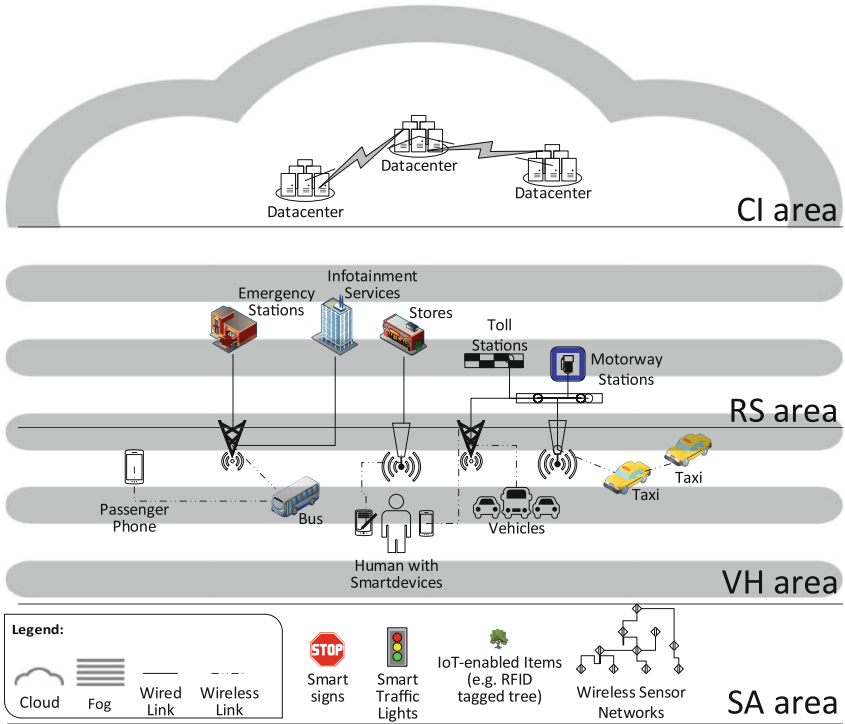 Datacenter
Datacenter
Datacenter
CI area
Infotainment
Services
Emergency
Stations
Stores
Toll
Stations
Motorway
Stations
RS area
Passenger
Phone
Bus
Taxi
Taxi
Vehicles
Human with
Smartdevices
VH area
Legend:
Cloud
Fog
Wired
Link
Wireless
Link
STOP
Smart
signs
Smart
Traffic
Lights
IoT-enabled Items
(e.g. RFID
tagged tree)
Wireless Sensor
Networks
SA area